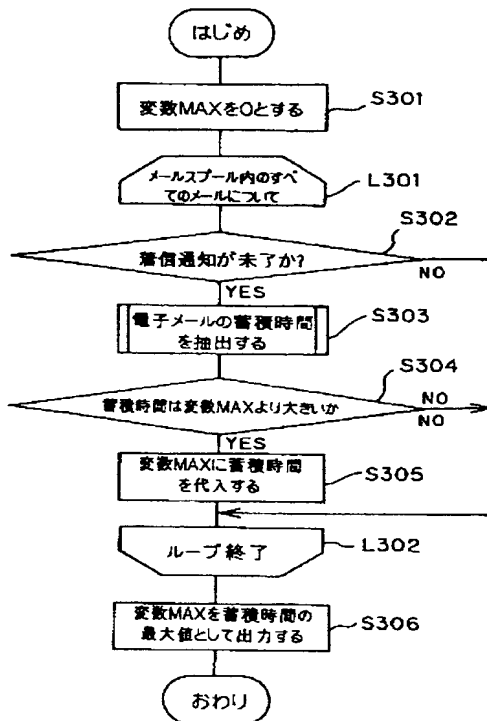 はじめ
変数MAXを0とする
S301
メールスプール内のすべ
てのメールについて
L301
S302
着信通知が未了か?
NO
YES
電子メールの蓄積時間
を抽出する
S303
S304
蓄積時間は変数MAXより大きいか
NO
NO
YES
変数MAXに蓄積時間
を代入する
S305
ループ終了
L302
変数MAXを蓄積時間の
最大値として出力する
S306
おわり